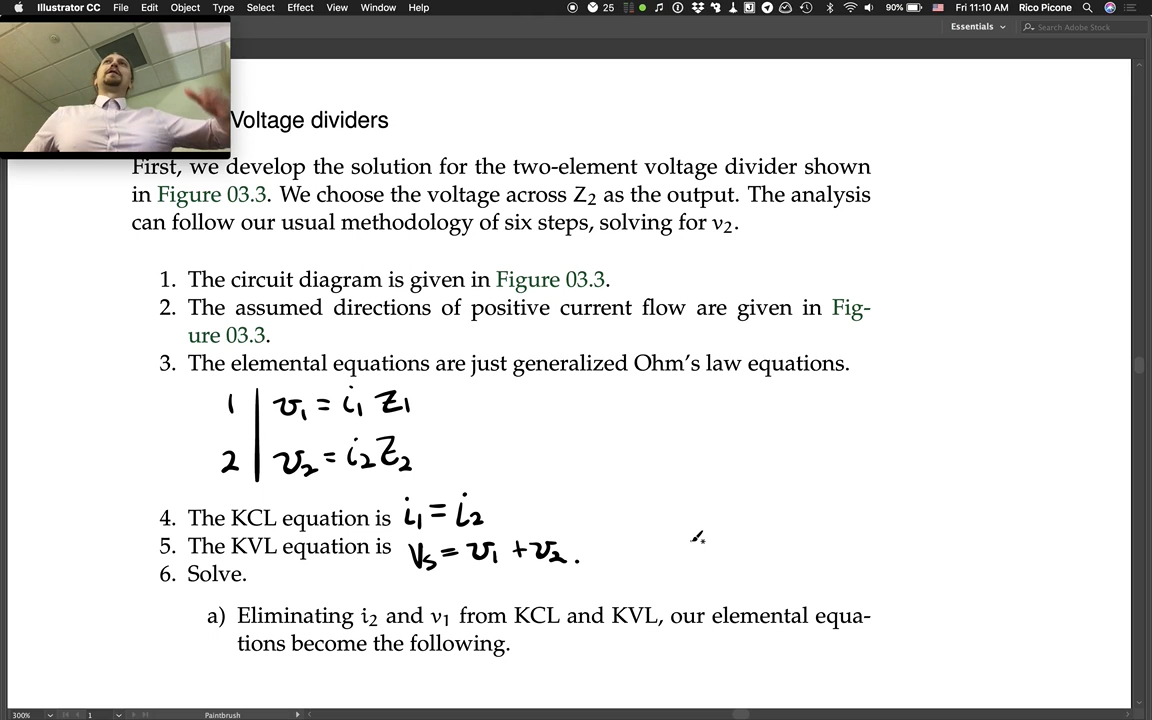 Illustrator CC File Edit Object Type Select Effect View Window Help 25 90% Fri 11:10 AM Rico Picone
Essentials Search Adobe Stock
Voltage dividers
First, we develop the solution for the two-element voltage divider shown
in Figure 03.3. We choose the voltage across Z₂ as the output. The analysis
can follow our usual methodology of six steps, solving for v₂.
1. The circuit diagram is given in Figure 03.3.
2. The assumed directions of positive current flow are given in Fig-
ure 03.3.
3. The elemental equations are just generalized Ohm's law equations.
1 | v₁ = i₁ Z₁
2 | v₂ = i₂ Z₂
4. The KCL equation is i₁ = i₂
5. The KVL equation is Vs = v₁ + v₂.
6. Solve.
a) Eliminating i₂ and v₁ from KCL and KVL, our elemental equa-
tions become the following.
300% 1 Paintbrush